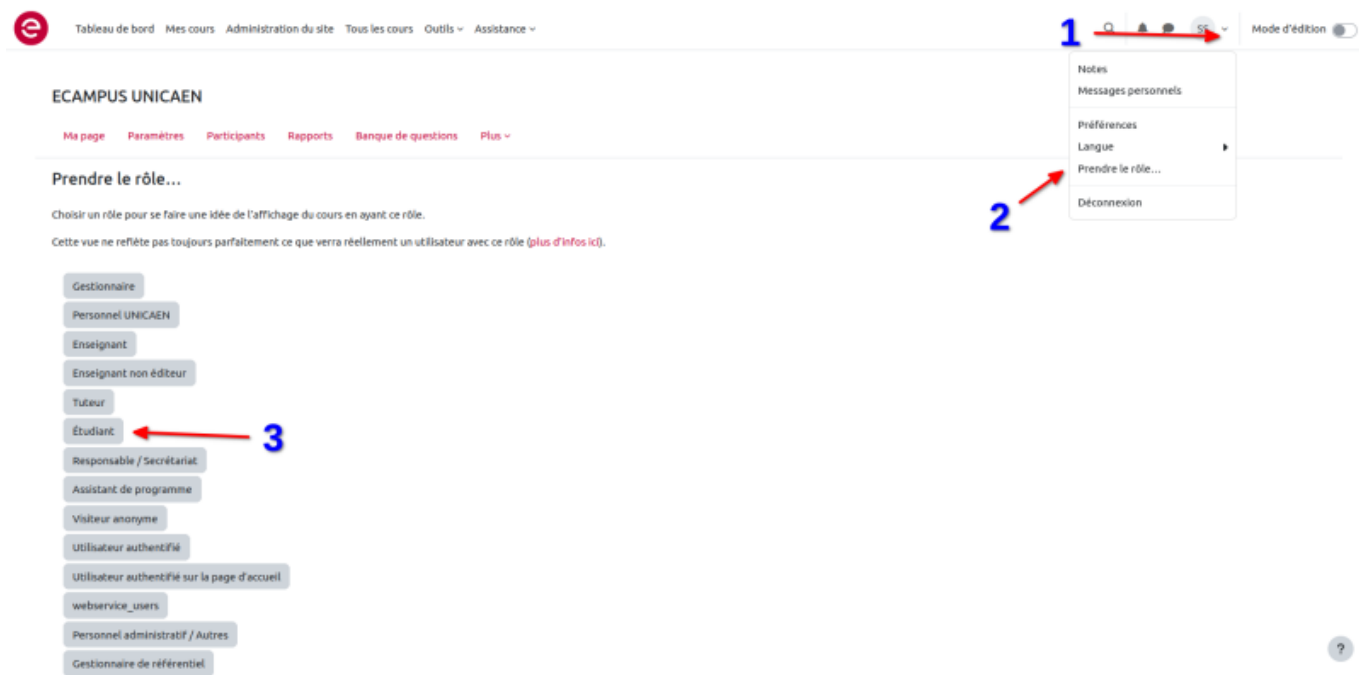 e
Tableau de bord Mes cours Administration du site Tous les cours Outils Assistance
1
SS
Mode d'édition
Notes
Messages personnels
Préférences
Langue
Prendre le rôle...
Déconnexion
2
ECAMPUS UNICAEN
Ma page Paramètres Participants Rapports Banque de questions Plus
Prendre le rôle...
Choisir un rôle pour se faire une idée de l'affichage du cours en ayant ce rôle.
Cette vue ne reflète pas toujours parfaitement ce que verra réellement un utilisateur avec ce rôle (plus d'infos ici).
Gestionnaire
Personnel UNICAEN
Enseignant
Enseignant non éditeur
Tuteur
Étudiant
3
Responsable / Secrétariat
Assistant de programme
Visiteur anonyme
Utilisateur authentifié
Utilisateur authentifié sur la page d'accueil
webservice_users
Personnel administratif / Autres
Gestionnaire de référentiel
?